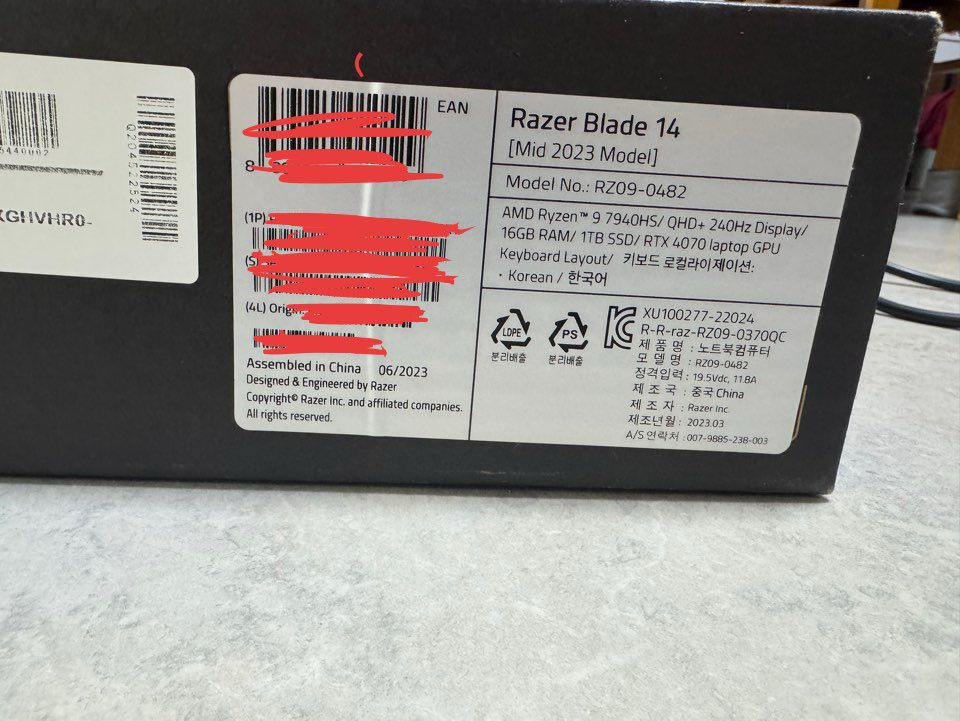 5440002
Q204522524
KGHVHR0-
EAN
8
(1P)
(4L) Origin
Assembled in China 06/2023
Designed & Engineered by Razer
Copyright© Razer Inc. and affiliated companies.
All rights reserved.
Razer Blade 14
[Mid 2023 Model]
Model No.: RZ09-0482
AMD Ryzen™ 9 7940HS/ QHD+ 240Hz Display/
16GB RAM/ 1TB SSD/ RTX 4070 laptop GPU
Keyboard Layout/ 키보드 로컬라이제이션:
· Korean / 한국어
LDPE
분리배출
PS
분리배출
XU100277-22024
R-R-raz-RZ09-0370QC
제 품 명 : 노트북컴퓨터
모 델 명 : RZ09-0482
정격입력 : 19.5Vdc, 11.8A
제 조 국 : 중국 China
제 조 자 : Razer Inc.
제조년월 : 2023.03
A/S 연락처 : 007-9885-238-003